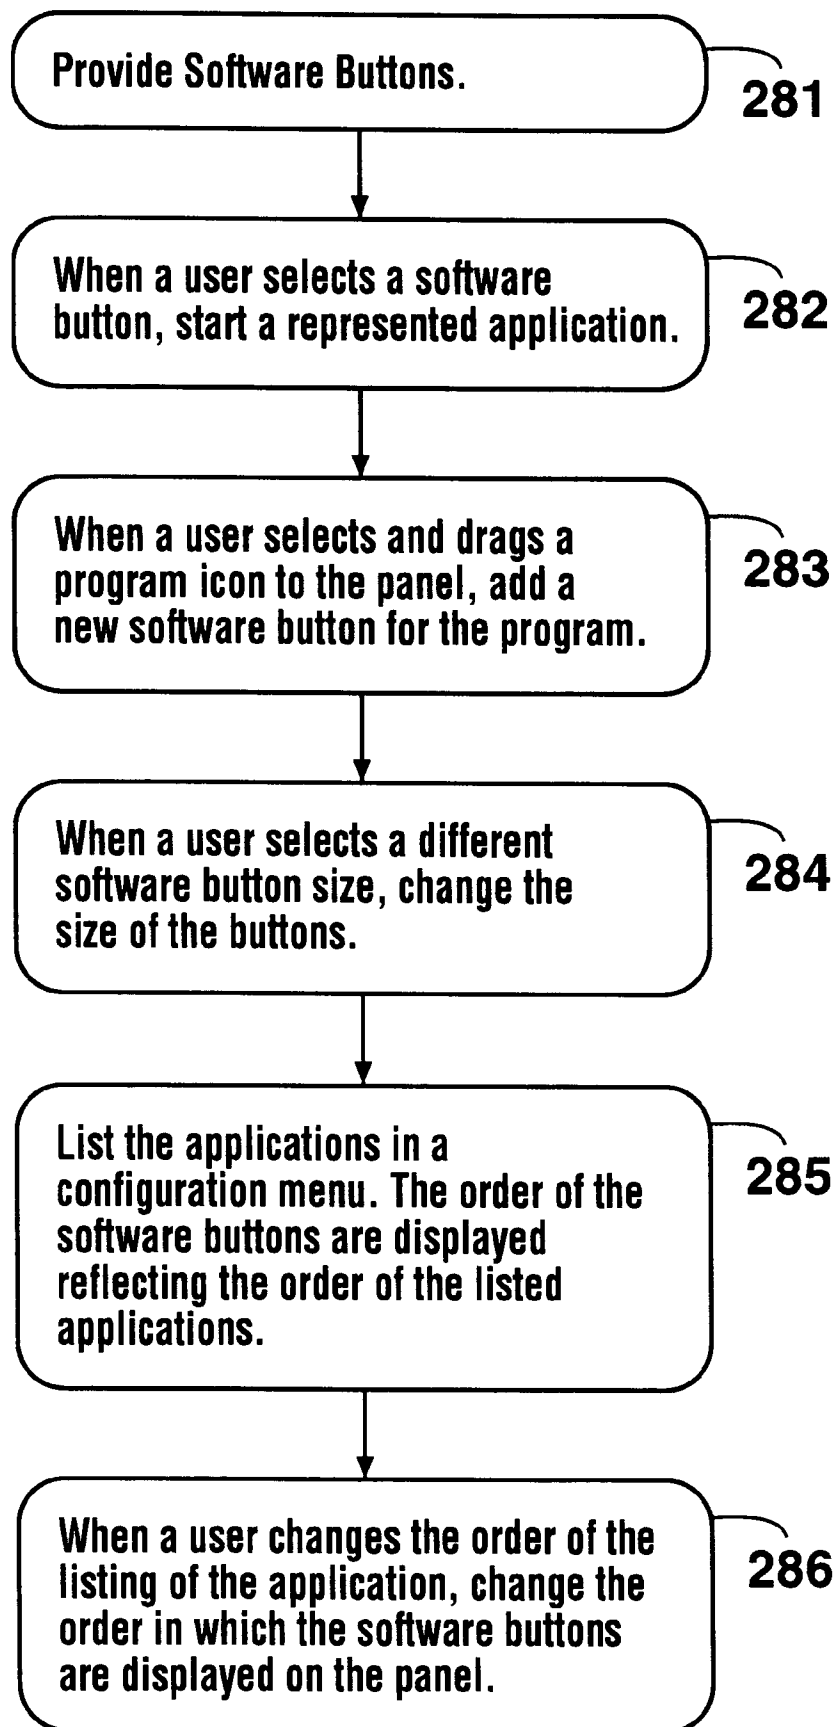 Provide Software Buttons.
281
When a user selects a software
button, start a represented application.
282
When a user selects and drags a
program icon to the panel, add a
new software button for the program.
283
When a user selects a different
software button size, change the
size of the buttons.
284
List the applications in a
configuration menu. The order of the
software buttons are displayed
reflecting the order of the listed
applications.
285
When a user changes the order of the
listing of the application, change the
order in which the software buttons
are displayed on the panel.
286